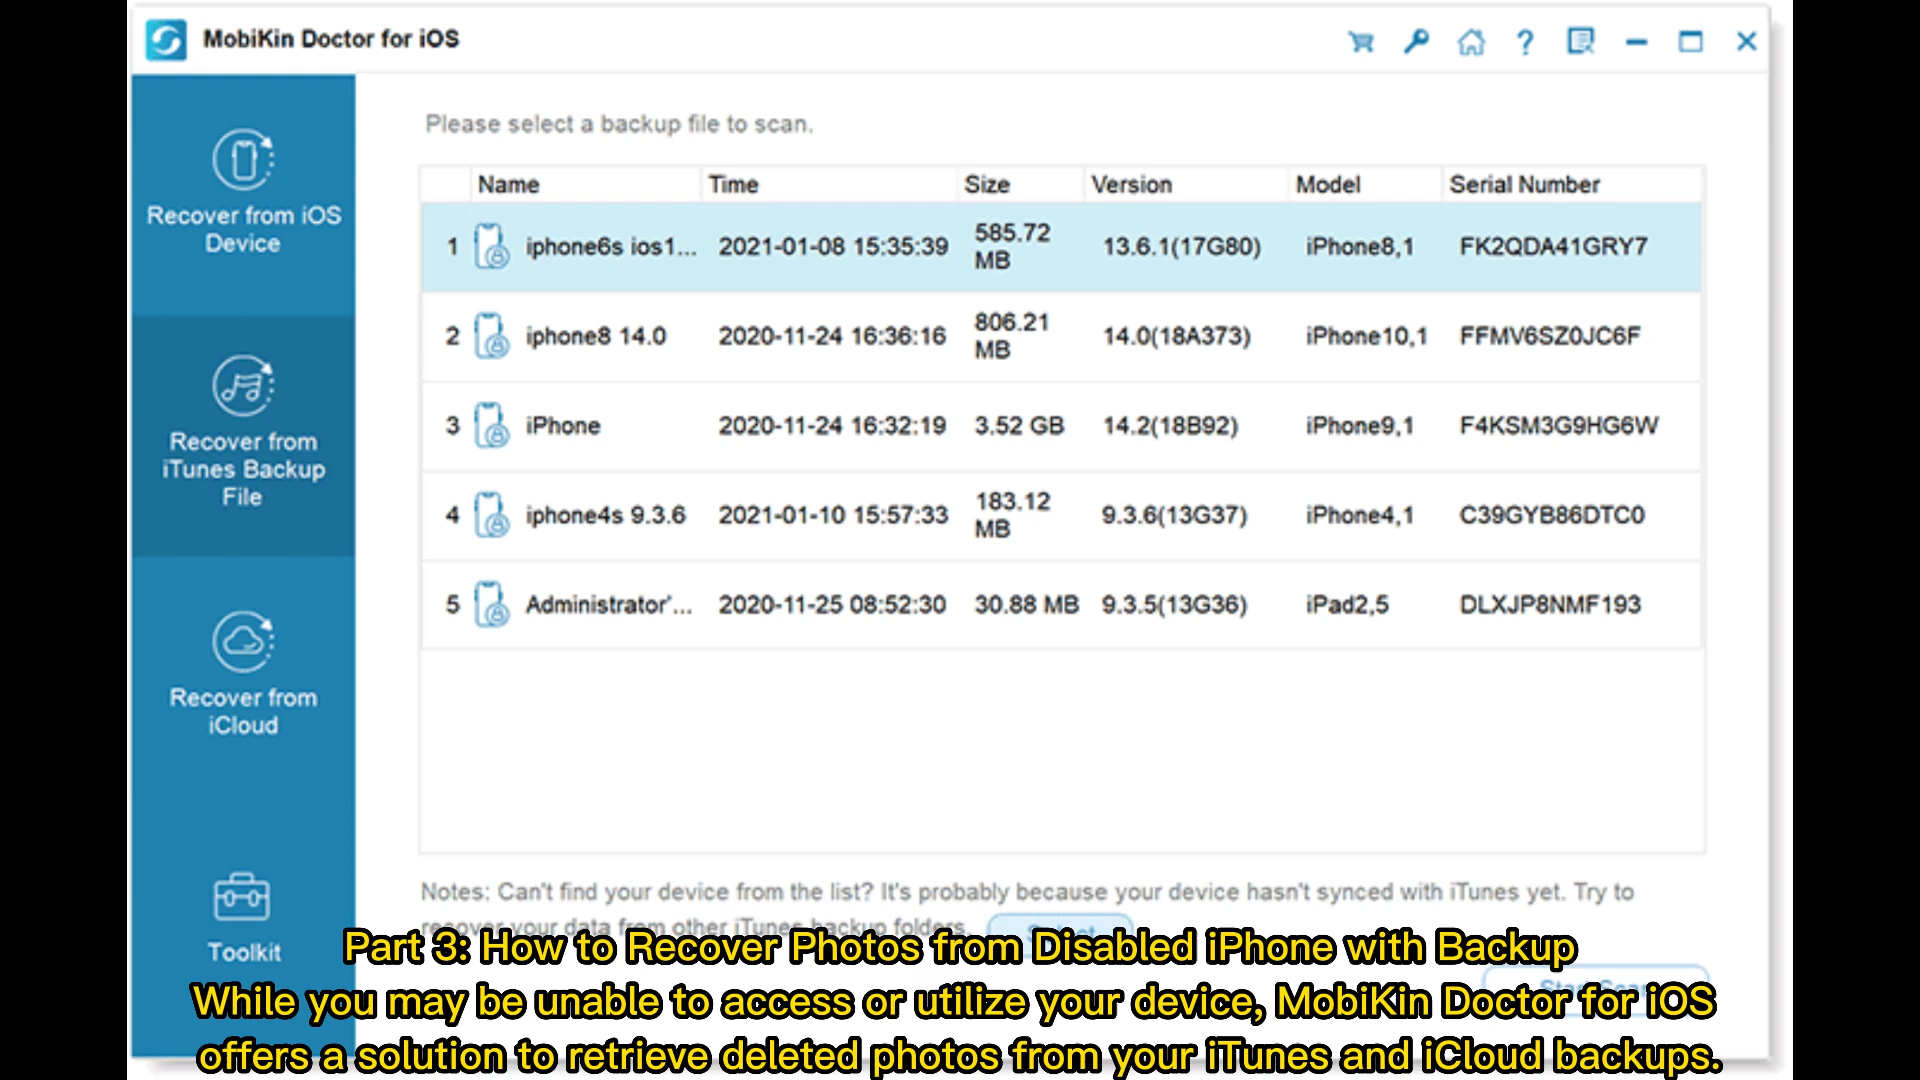 MobiKin Doctor for iOS
Please select a backup file to scan.
Name Time Size Version Model Serial Number
1 iphone6s ios1... 2021-01-08 15:35:39 585.72 MB 13.6.1(17G80) iPhone8,1 FK2QDA41GRY7
2 iphone8 14.0 2020-11-24 16:36:16 806.21 MB 14.0(18A373) iPhone10,1 FFMV6SZ0JC6F
3 iPhone 2020-11-24 16:32:19 3.52 GB 14.2(18B92) iPhone9,1 F4KSM3G9HG6W
4 iphone4s 9.3.6 2021-01-10 15:57:33 183.12 MB 9.3.6(13G37) iPhone4,1 C39GYB86DTC0
5 Administrator'... 2020-11-25 08:52:30 30.88 MB 9.3.5(13G36) iPad2,5 DLXJP8NMF193
Recover from iOS
Device
Recover from
iTunes Backup
File
Recover from
iCloud
Toolkit
Notes: Can't find your device from the list? It's probably because your device hasn't synced with iTunes yet. Try to
recover your data from other iTunes backup folders.
Part 3: How to Recover Photos from Disabled iPhone with Backup
While you may be unable to access or utilize your device, MobiKin Doctor for iOS
offers a solution to retrieve deleted photos from your iTunes and iCloud backups.